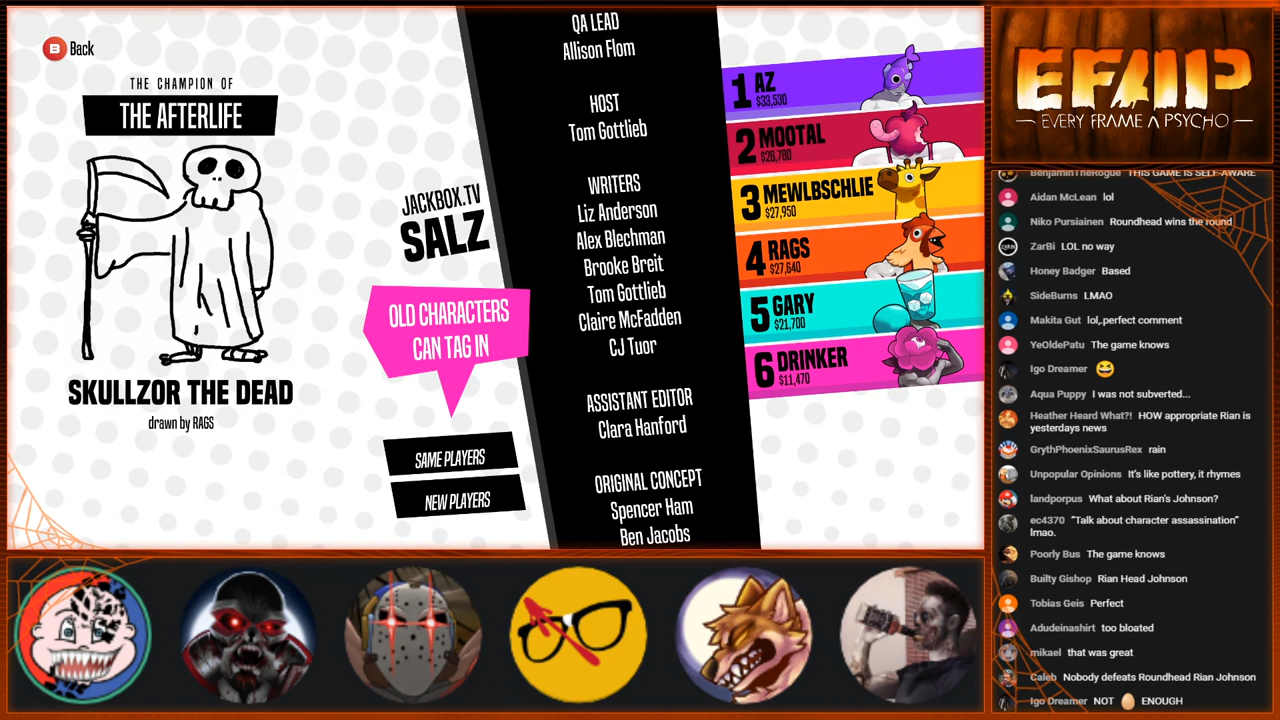 B Back
THE CHAMPION OF
THE AFTERLIFE
SKULLZOR THE DEAD
drawn by RAGS
JACKBOX.TV
SALZ
OLD CHARACTERS
CAN TAG IN
SAME PLAYERS
NEW PLAYERS
QA LEAD
Allison Flom
HOST
Tom Gottlieb
WRITERS
Liz Anderson
Alex Blechman
Brooke Breit
Tom Gottlieb
Claire McFadden
CJ Tuor
ASSISTANT EDITOR
Clara Hanford
ORIGINAL CONCEPT
Spencer Ham
Ben Jacobs
1 AZ
$33,530
2 MOOTAL
$28,780
3 MEWLBSCHLIE
$27,950
4 RAGS
$27,640
5 GARY
$21,700
6 DRINKER
$11,470
EFAP
EVERY FRAME A PSYCHO
BenjaminTheRogue THIS GAME IS SELF-AWARE
Aidan McLean lol
Niko Pursiainen Roundhead wins the round
ZarBi LOL no way
Honey Badger Based
SideBurns LMAO
Makita Gut lol,.perfect comment
YeOldePatu The game knows
Igo Dreamer 😆
Aqua Puppy I was not subverted...
Heather Heard What?! HOW appropriate Rian is
yesterdays news
GrythPhoenixSaurusRex rain
Unpopular Opinions It's like pottery, it rhymes
landporpus What about Rian's Johnson?
ec4370 “Talk about character assassination”
lmao.
Poorly Bus The game knows
Builty Gishop Rian Head Johnson
Tobias Geis Perfect
Adudeinashirt too bloated
mikael that was great
Caleb Nobody defeats Roundhead Rian Johnson
Igo Dreamer NOT 🥚 ENOUGH